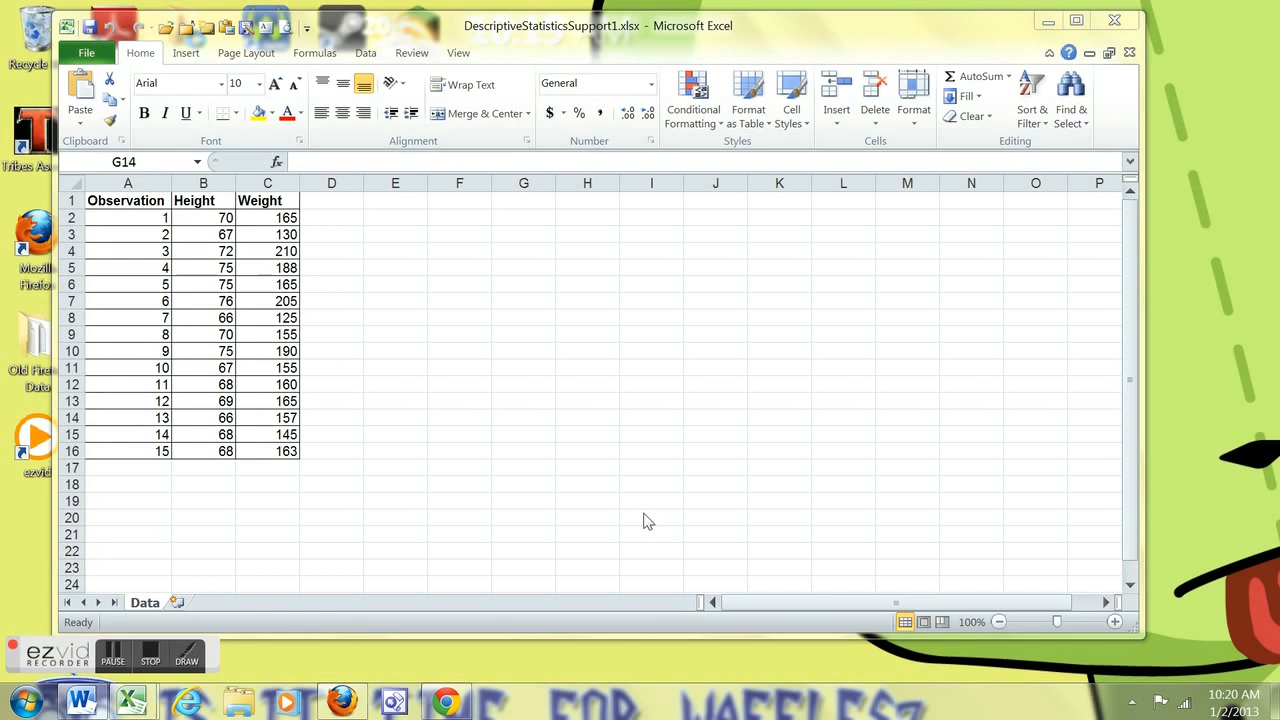 Recycle
Tribes As
Mozill
Firefo
Old Fire
Data
ezvid
DescriptiveStatisticsSupport1.xlsx - Microsoft Excel
File Home Insert Page Layout Formulas Data Review View
Paste
Clipboard
Arial 10
B I U
Font
Wrap Text
Merge & Center
Alignment
General
$ % ,
Number
Conditional Formatting
Format as Table
Cell Styles
Styles
Insert Delete Format
Cells
AutoSum
Fill
Clear
Sort & Filter
Find & Select
Editing
G14 fx
A B C D E F G H I J K L M N O P
1 Observation Height Weight
2 1 70 165
3 2 67 130
4 3 72 210
5 4 75 188
6 5 75 165
7 6 76 205
8 7 66 125
9 8 70 155
10 9 75 190
11 10 67 155
12 11 68 160
13 12 69 165
14 13 66 157
15 14 68 145
16 15 68 163
17
18
19
20
21
22
23
24
Data
Ready 100%
ezvid
RECORDER
PAUSE STOP DRAW
10:20 AM
1/2/2013